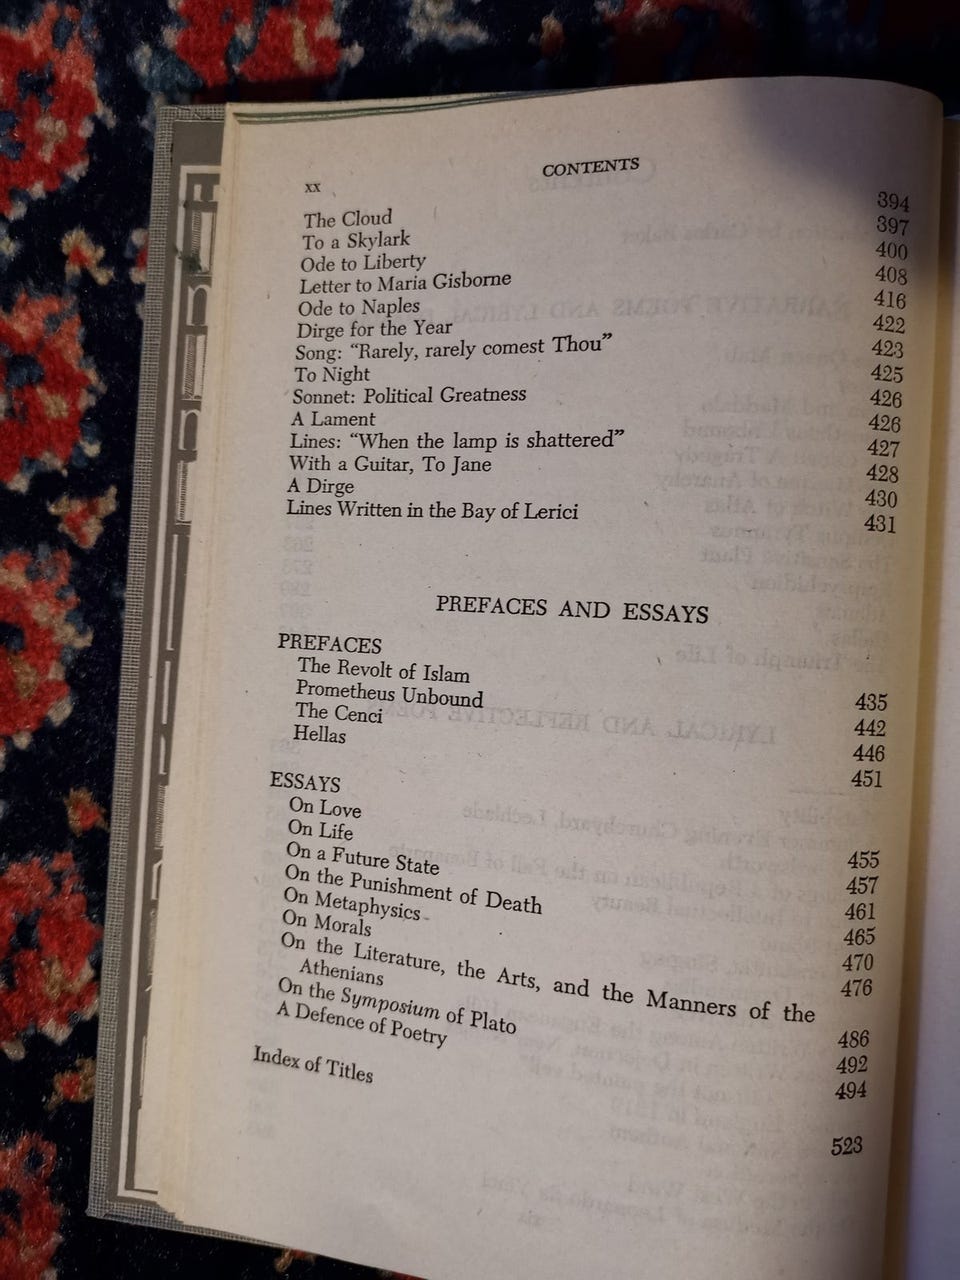 xx CONTENTS
The Cloud 394
To a Skylark 397
Ode to Liberty 400
Letter to Maria Gisborne 408
Ode to Naples 416
Dirge for the Year 422
Song: “Rarely, rarely comest Thou” 423
To Night 425
Sonnet: Political Greatness 426
A Lament 426
Lines: “When the lamp is shattered” 427
With a Guitar, To Jane 428
A Dirge 430
Lines Written in the Bay of Lerici 431
PREFACES AND ESSAYS
PREFACES
The Revolt of Islam 435
Prometheus Unbound 442
The Cenci 446
Hellas 451
ESSAYS
On Love 455
On Life 457
On a Future State 461
On the Punishment of Death 465
On Metaphysics 470
On Morals 476
On the Literature, the Arts, and the Manners of the
Athenians 486
On the Symposium of Plato 492
A Defence of Poetry 494
Index of Titles 523